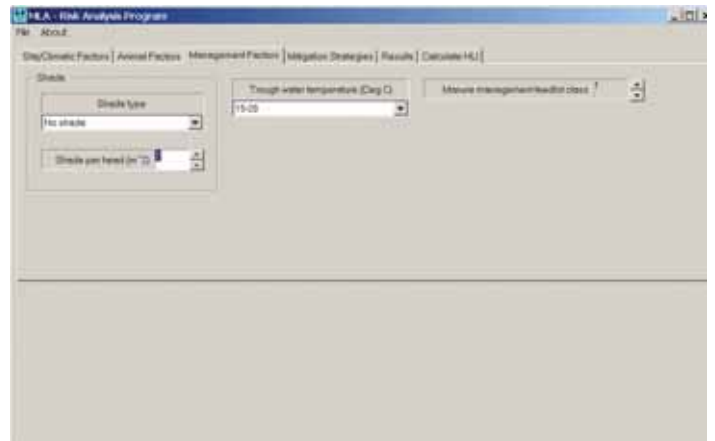 MLA - Risk Analysis Program
File About
Site/Climatic Factors Animal Factors Management Factors Mitigation Strategies Results Calculate HLI
Shade
Shade type
No shade
Shade per head (m^2)
Trough water temperature (Deg C)
15-20
Manure management/feedlot class